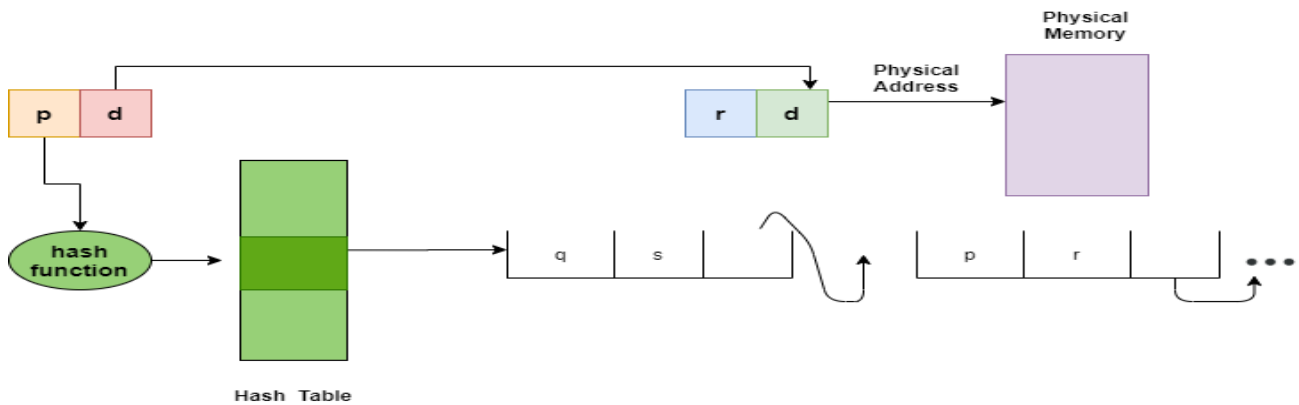 Physical
Memory
Physical
Address
p d
r d
hash
function
q s
p r
Hash Table